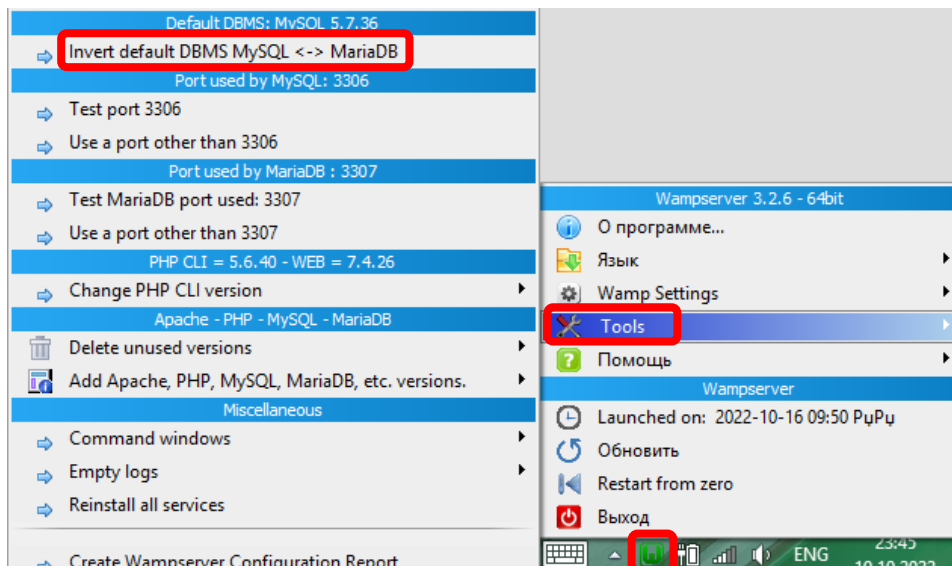 Default DBMS: MySQL 5.7.36
Invert default DBMS MySQL <-> MariaDB
Port used by MySQL: 3306
Test port 3306
Use a port other than 3306
Port used by MariaDB : 3307
Test MariaDB port used: 3307
Use a port other than 3307
PHP CLI = 5.6.40 - WEB = 7.4.26
Change PHP CLI version
Apache - PHP - MySQL - MariaDB
Delete unused versions
Add Apache, PHP, MySQL, MariaDB, etc. versions.
Miscellaneous
Command windows
Empty logs
Reinstall all services
Create Wampserver Configuration Report
Wampserver 3.2.6 - 64bit
О программе...
Язык
Wamp Settings
Tools
Помощь
Wampserver
Launched on: 2022-10-16 09:50 РџРџ
Обновить
Restart from zero
Выход
ENG
23:45